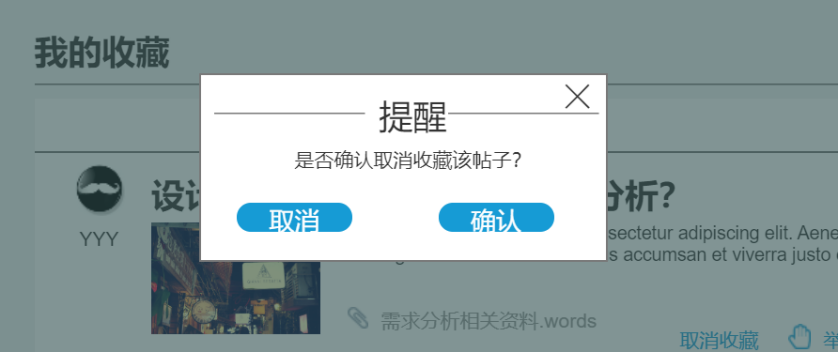 我的收藏
提醒
是否确认取消收藏该帖子?
取消
确认
YYY
设
分析?
sectetur adipiscing elit. Aene
s accumsan et viverra justo
需求分析相关资料.words
取消收藏
举